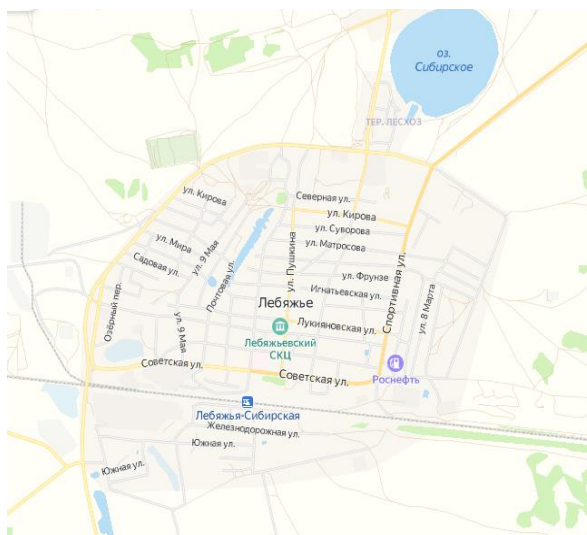 оз.
Сибирское
ТЕР. ЛЕСХОЗ
ул. Кирова
Северная ул.
ул. Кирова
ул. Суворова
ул. Матросова
ул. Мира
ул. 9 Мая
Садовая ул.
Почтовая ул.
ул. Пушкина
ул. Фрунзе
Игнатьевская ул.
Спортивная ул.
ул. 8 Марта
Озёрный пер.
Лебяжье
ул. 9 Мая
Лукияновская ул.
Лебяжьевский
СКЦ
Советская ул.
Советская ул.
Роснефть
Лебяжья-Сибирская
Железнодорожная ул.
Южная ул.
Южная ул.